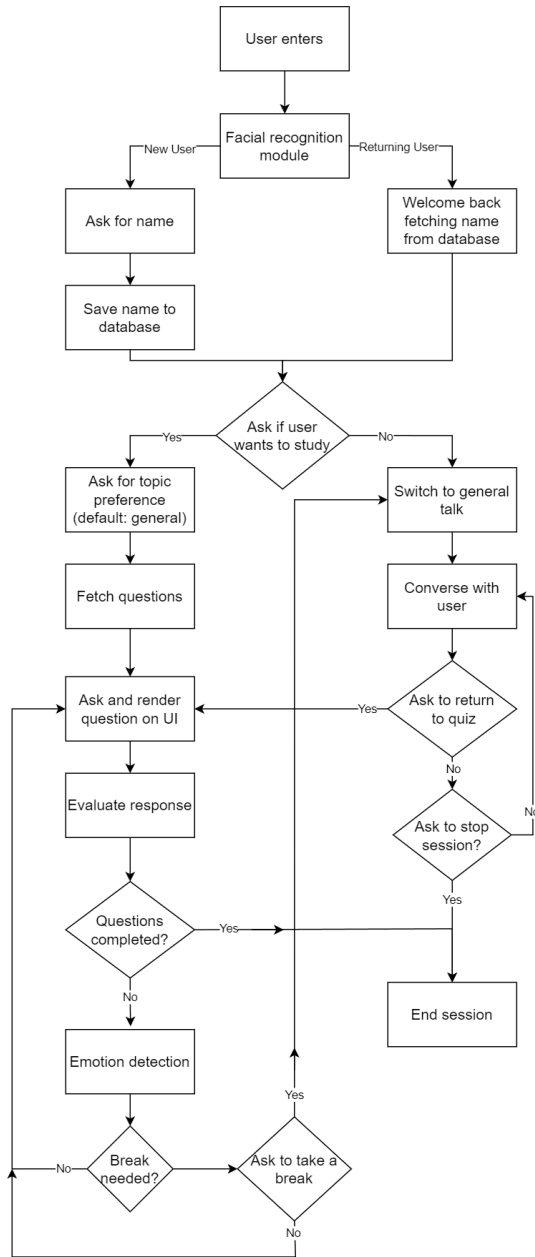 User enters
Facial recognition
module
New User
Returning User
Ask for name
Welcome back
fetching name
from database
Save name to
database
Ask if user
wants to study
Yes
No
Ask for topic
preference
(default: general)
Switch to general
talk
Fetch questions
Converse with
user
Ask and render
question on UI
Yes
Ask to return
to quiz
No
Evaluate response
Ask to stop
session?
No
Yes
Questions
completed?
Yes
No
End session
Emotion detection
Yes
Break
needed?
No
Ask to take a
break
No